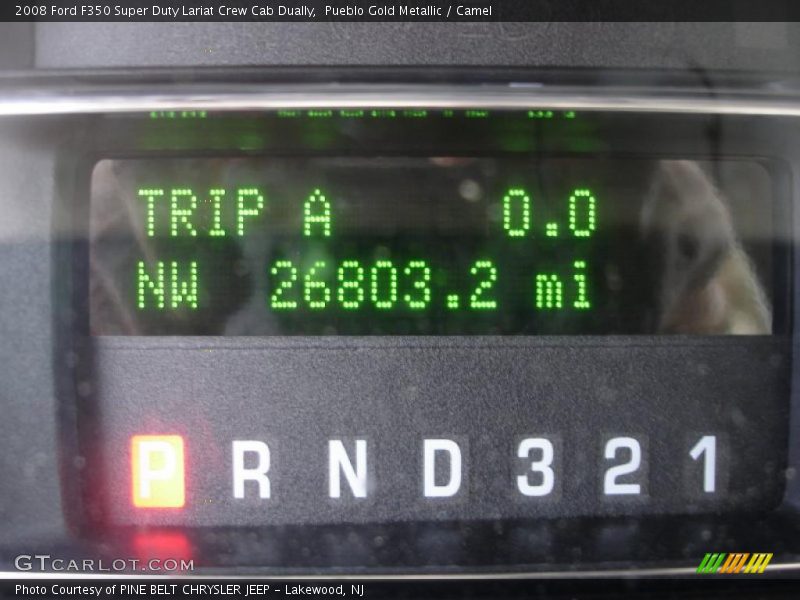 2008 Ford F350 Super Duty Lariat Crew Cab Dually,  Pueblo Gold Metallic / Camel
TRIP A 0.0
NW 26803.2 mi
P R N D 3 2 1
GTCARLOT.COM
Photo Courtesy of PINE BELT CHRYSLER JEEP - Lakewood, NJ